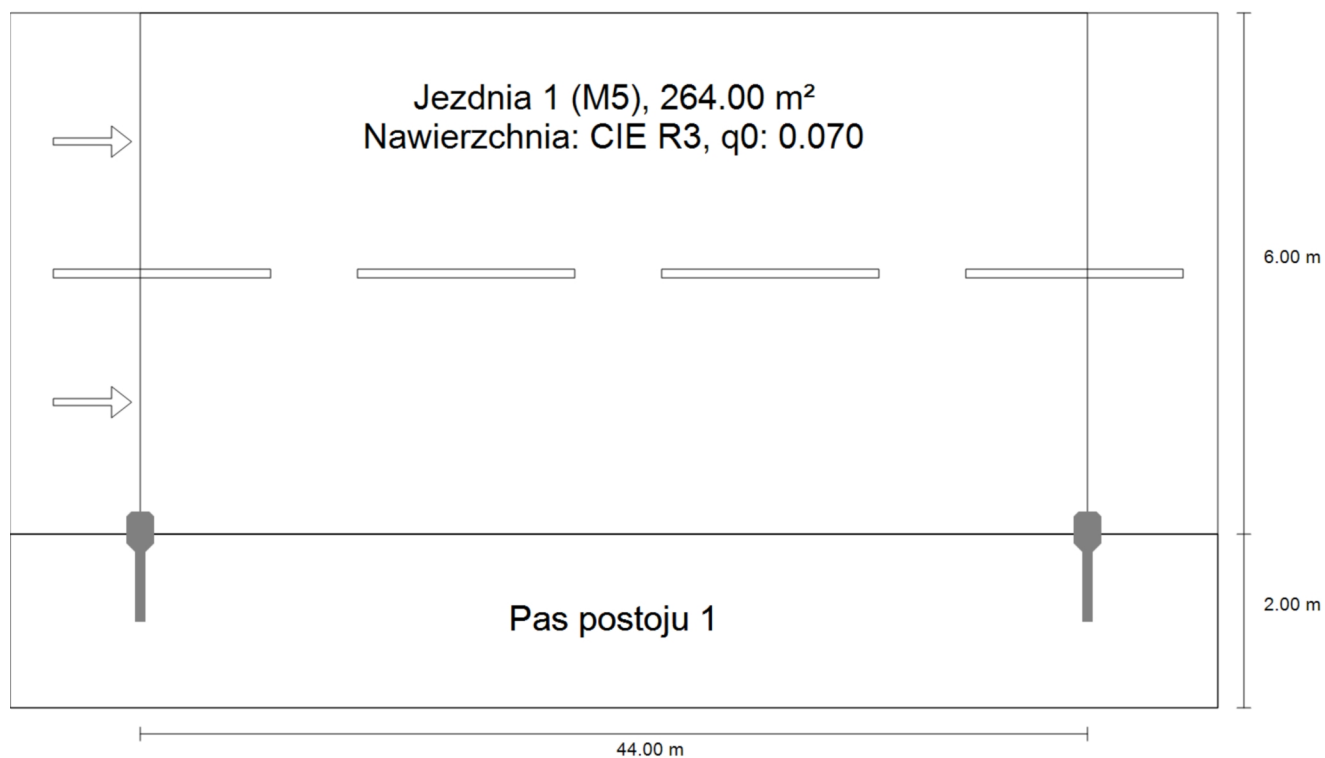 Jezdnia 1 (M5), 264.00 m²
Nawierzchnia: CIE R3, q0: 0.070
6.00 m
Pas postoju 1
2.00 m
44.00 m